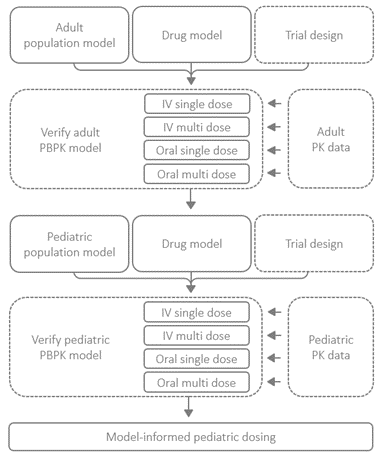 Adult
population model
Drug model
Trial design
Verify adult
PBPK model
IV single dose
IV multi dose
Oral single dose
Oral multi dose
Adult
PK data
Pediatric
population model
Drug model
Trial design
Verify pediatric
PBPK model
IV single dose
IV multi dose
Oral single dose
Oral multi dose
Pediatric
PK data
Model-informed pediatric dosing